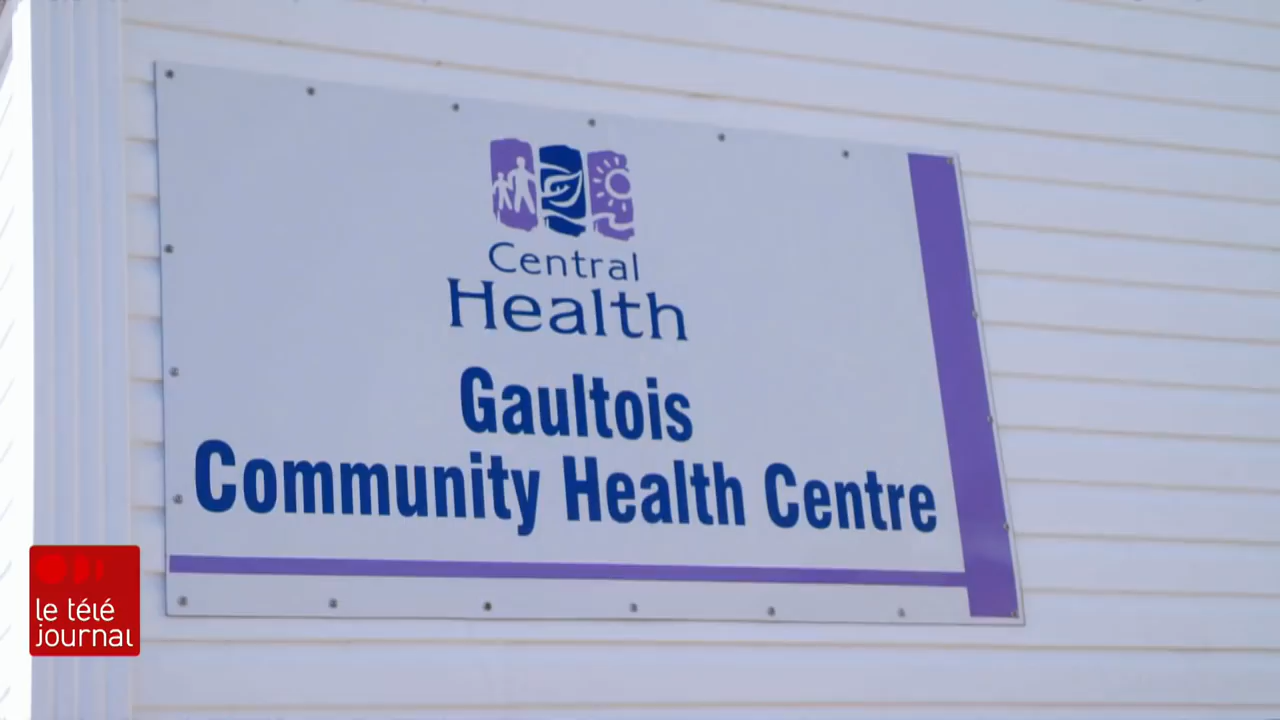 Central
Health
Gaultois
Community Health Centre
le télé
journal